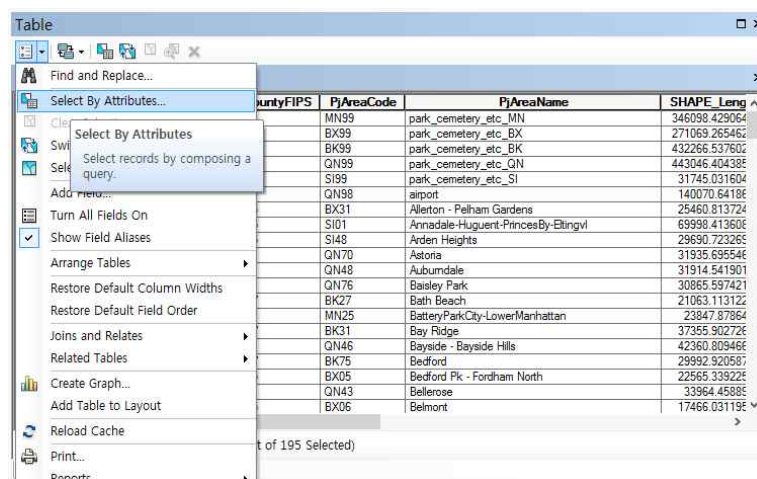 Table
Find and Replace...
Select By Attributes...
Select By Attributes
Select records by composing a
query.
Add Field...
Turn All Fields On
Show Field Aliases
Arrange Tables
Restore Default Column Widths
Restore Default Field Order
Joins and Relates
Related Tables
Create Graph...
Add Table to Layout
Reload Cache
Print...
Reports
ountyFIPS PjAreaCode PjAreaName SHAPE_Leng
MN99 park_cemetery_etc_MN 346098.429064
BX99 park_cemetery_etc_BX 271069.265462
BK99 park_cemetery_etc_BK 432266.537602
QN99 park_cemetery_etc_QN 443046.404385
SI99 park_cemetery_etc_SI 31745.031604
QN98 airport 140070.64186
BX31 Allerton - Pelham Gardens 25460.813724
SI01 Annadale-Huguent-PrincesBy-Eltingvl 69998.413608
SI48 Arden Heights 29690.723265
QN70 Astoria 31935.695546
QN48 Auburndale 31914.541901
QN76 Baisley Park 30865.597421
BK27 Bath Beach 21063.113122
MN25 BatteryParkCity-LowerManhattan 23847.87864
BK31 Bay Ridge 37355.902726
QN46 Bayside - Bayside Hills 42360.809466
BK75 Bedford 29992.920587
BX05 Bedford Pk - Fordham North 22565.339225
QN43 Bellerose 33964.45885
BX06 Belmont 17466.031195
t of 195 Selected)